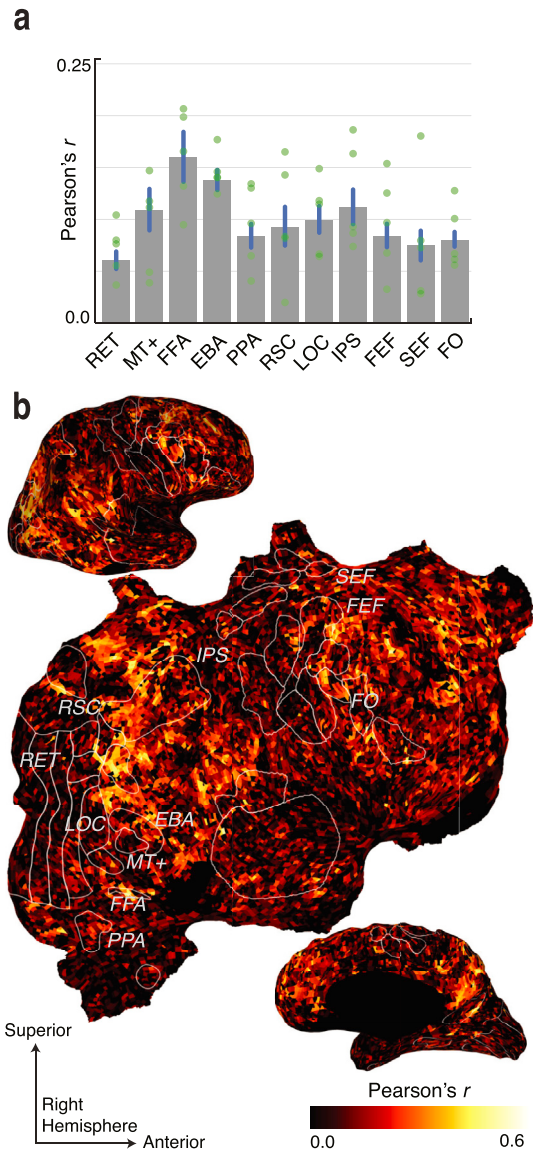 a
0.25
Pearson's r
0.0
RET
MT+
FFA
EBA
PPA
RSC
LOC
IPS
FEF
SEF
FO
b
SEF
FEF
IPS
FO
RSC
RET
LOC
EBA
MT+
FFA
PPA
Superior
Right
Hemisphere
Anterior
Pearson's r
0.0
0.6